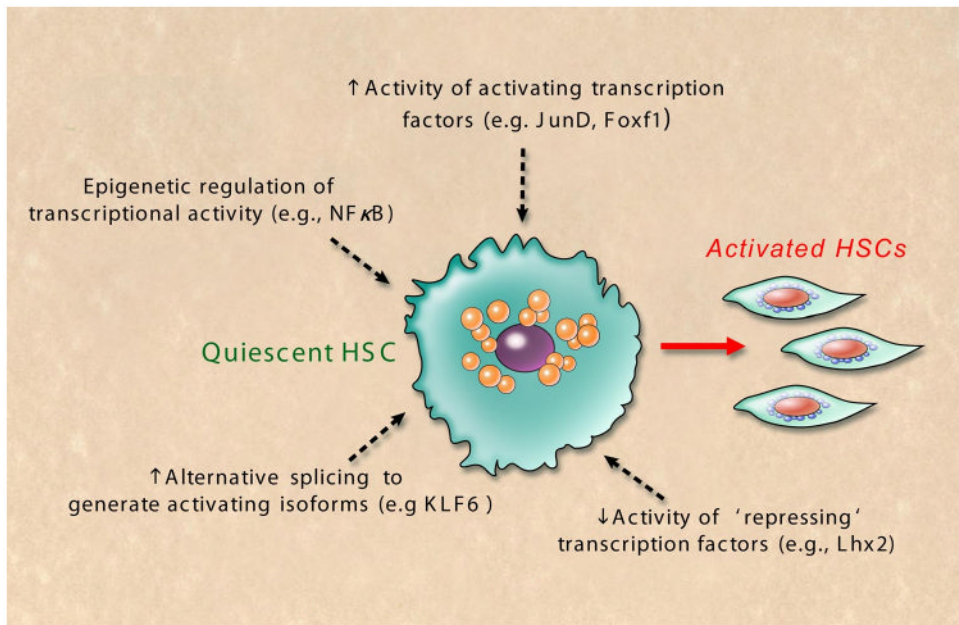 ↑Activity of activating transcription
factors (e.g. JunD, Foxf1)
Epigenetic regulation of
transcriptional activity (e.g., NFκB)
Activated HSCs
Quiescent HSC
↑Alternative splicing to
generate activating isoforms (e.g KLF6 )
↓Activity of ‘repressing‘
transcription factors (e.g., Lhx2)